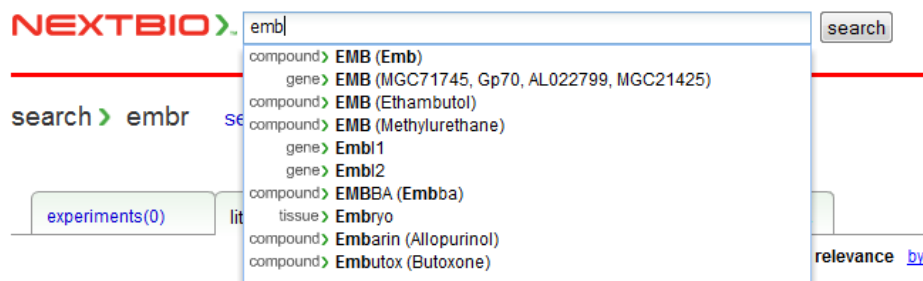 NEXTBIO emb search
compound› EMB (Emb)
gene› EMB (MGC71745, Gp70, AL022799, MGC21425)
compound› EMB (Ethambutol)
search › embr
compound› EMB (Methylurethane)
gene› Embl1
gene› Embl2
compound› EMBBA (Embba)
experiments(0) tissue› Embryo
compound› Embarin (Allopurinol)
relevance by
compound› Embutox (Butoxone)